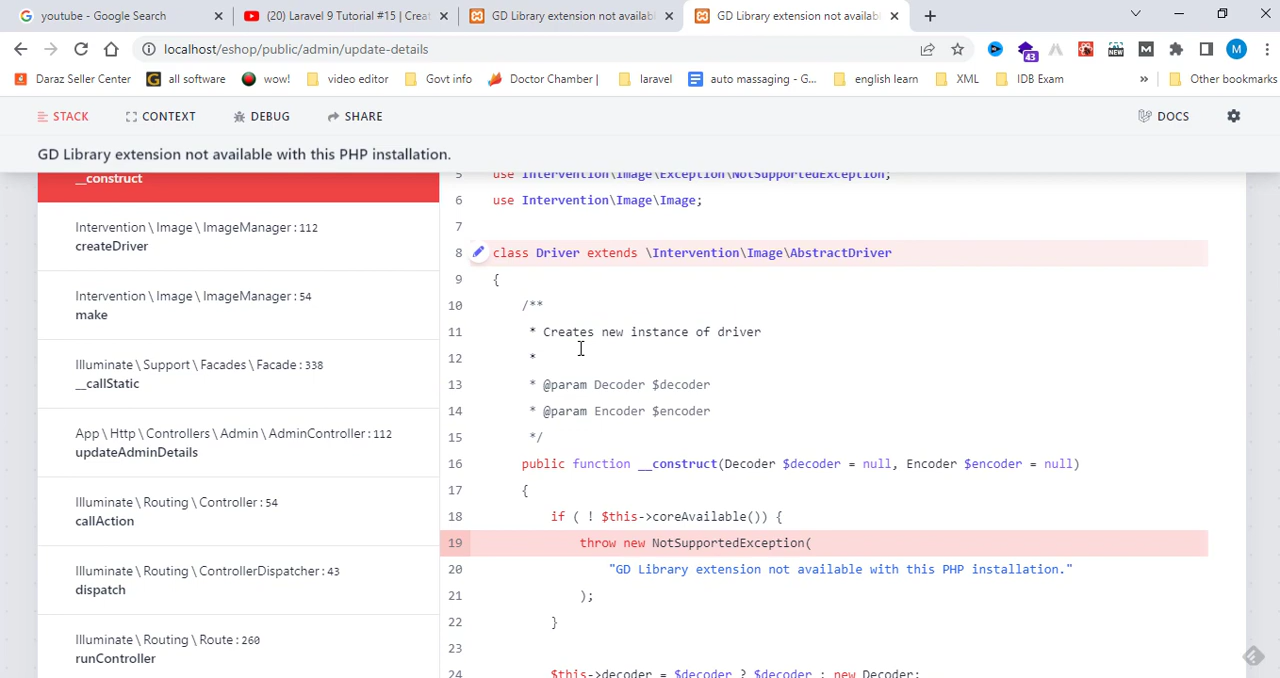 youtube - Google Search
(20) Laravel 9 Tutorial #15 | Creat
GD Library extension not availabl
GD Library extension not availabl
localhost/eshop/public/admin/update-details
43
NEW
M
M
Daraz Seller Center
G
all software
wow!
video editor
Govt info
Doctor Chamber |
laravel
auto massaging - G...
english learn
XML
IDB Exam
»
Other bookmarks
STACK
CONTEXT
DEBUG
SHARE
DOCS
GD Library extension not available with this PHP installation.
__construct
Intervention \ Image \ ImageManager : 112
createDriver
Intervention \ Image \ ImageManager : 54
make
Illuminate \ Support \ Facades \ Facade : 338
__callStatic
App \ Http \ Controllers \ Admin \ AdminController : 112
updateAdminDetails
Illuminate \ Routing \ Controller : 54
callAction
Illuminate \ Routing \ ControllerDispatcher : 43
dispatch
Illuminate \ Routing \ Route : 260
runController
5 use Intervention\Image\Exception\NotSupportedException;
6 use Intervention\Image\Image;
7
8 class Driver extends \Intervention\Image\AbstractDriver
9 {
10 /**
11 * Creates new instance of driver
12 *
13 * @param Decoder $decoder
14 * @param Encoder $encoder
15 */
16 public function __construct(Decoder $decoder = null, Encoder $encoder = null)
17 {
18 if ( ! $this->coreAvailable()) {
19 throw new NotSupportedException(
20 "GD Library extension not available with this PHP installation."
21 );
22 }
23
24 $this->decoder = $decoder ? $decoder : new Decoder;